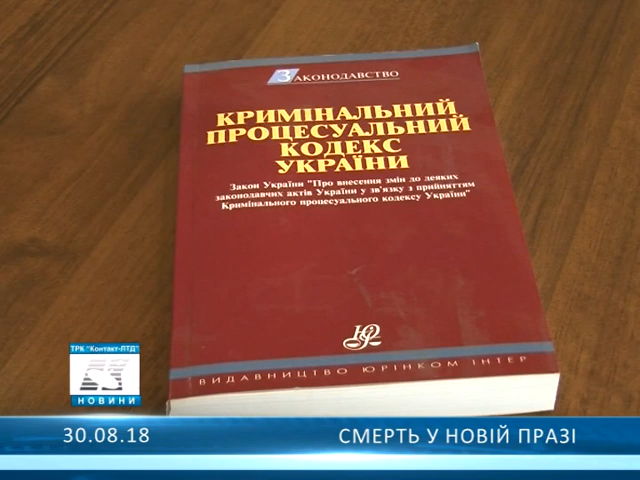 ЗАКОНОДАВСТВО
КРИМІНАЛЬНИЙ
ПРОЦЕСУАЛЬНИЙ
КОДЕКС
УКРАЇНИ
Закон України "Про внесення змін до деяких
законодавчих актів України у зв'язку з прийняттям
Кримінального процесуального кодексу України"
ВИДАВНИЦТВО ЮРІНКОМ ІНТЕР
ТРК "Контакт-ЛТД"
НОВИНИ
30.08.18 СМЕРТЬ У НОВІЙ ПРАЗІ